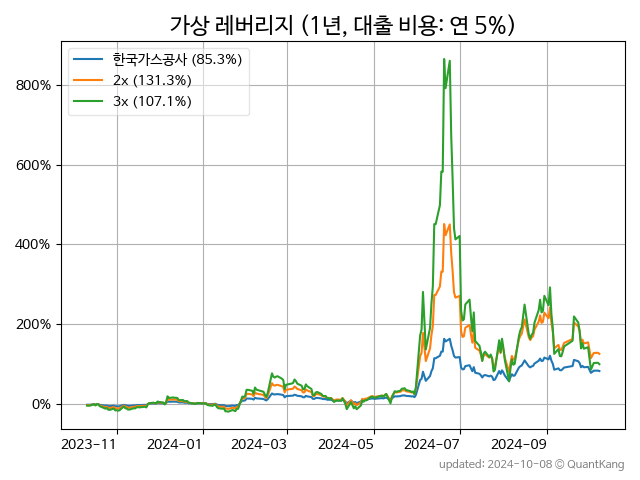 가상 레버리지 (1년, 대출 비용: 연 5%)
한국가스공사 (85.3%)
2x (131.3%)
3x (107.1%)
800%
600%
400%
200%
0%
2023-11 2024-01 2024-03 2024-05 2024-07 2024-09
updated: 2024-10-08 © QuantKang